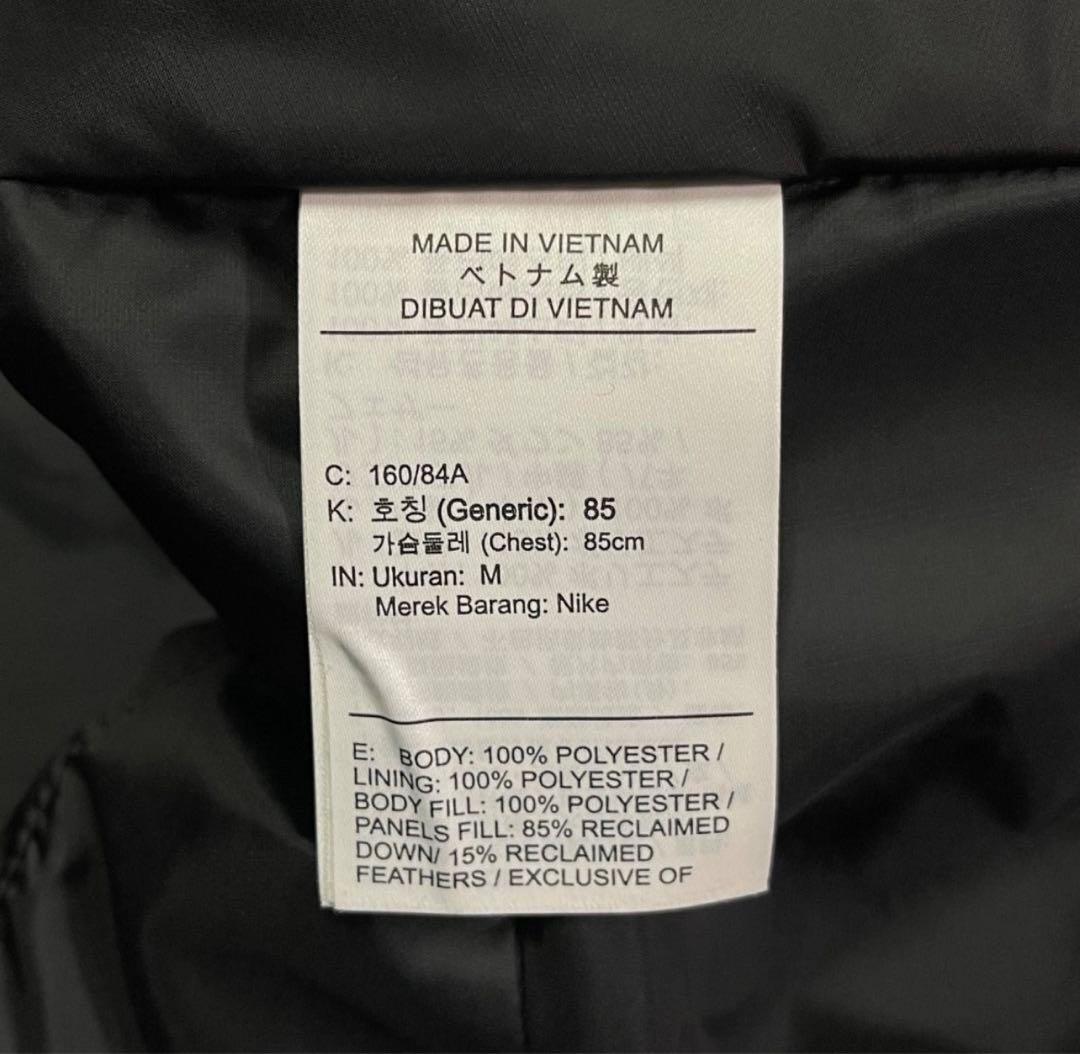 MADE IN VIETNAM
ベトナム製
DIBUAT DI VIETNAM
C: 160/84A
K: 호칭 (Generic): 85
가슴둘레 (Chest): 85cm
IN: Ukuran: M
Merek Barang: Nike
E: BODY: 100% POLYESTER /
LINING: 100% POLYESTER /
BODY FILL: 100% POLYESTER /
PANELS FILL: 85% RECLAIMED
DOWN/ 15% RECLAIMED
FEATHERS / EXCLUSIVE OF